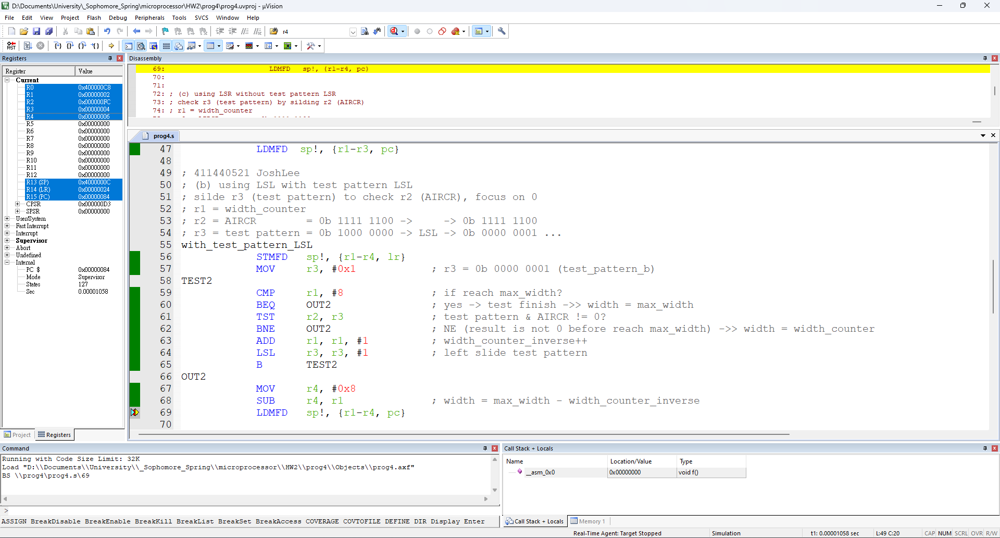 D:\Documents\University\_Sophomore_Spring\microprocessor\HW2\prog4\prog4.uvproj - µVision
File Edit View Project Flash Debug Peripherals Tools SVCS Window Help
r4
RST
Registers
Register Value
Current
R0 0x400000C8
R1 0x00000002
R2 0x000000FC
R3 0x00000004
R4 0x00000006
R5 0x00000000
R6 0x00000000
R7 0x00000000
R8 0x00000000
R9 0x00000000
R10 0x00000000
R11 0x00000000
R12 0x00000000
R13 (SP) 0x4000000C
R14 (LR) 0x00000024
R15 (PC) 0x00000084
CPSR 0x000000D3
SPSR 0x00000000
User/System
Fast Interrupt
Interrupt
Supervisor
Abort
Undefined
Internal
PC $ 0x00000084
Mode Supervisor
States 127
Sec 0.00001058
Project Registers
Disassembly
69: LDMFD sp!, {r1-r4, pc}
70:
71:
72: ; (c) using LSR without test pattern LSR
73: ; check r3 (test pattern) by silding r2 (AIRCR)
74: ; r1 = width_counter
prog4.s
47 LDMFD sp!, {r1-r3, pc}
48
49 ; 411440521 JoshLee
50 ; (b) using LSL with test pattern LSL
51 ; silde r3 (test pattern) to check r2 (AIRCR), focus on 0
52 ; r1 = width_counter
53 ; r2 = AIRCR = 0b 1111 1100 -> -> 0b 1111 1100
54 ; r3 = test pattern = 0b 1000 0000 -> LSL -> 0b 0000 0001 ...
55 with_test_pattern_LSL
56 STMFD sp!, {r1-r4, lr}
57 MOV r3, #0x1 ; r3 = 0b 0000 0001 (test_pattern_b)
58 TEST2
59 CMP r1, #8 ; if reach max_width?
60 BEQ OUT2 ; yes -> test finish ->> width = max_width
61 TST r2, r3 ; test pattern & AIRCR != 0?
62 BNE OUT2 ; NE (result is not 0 before reach max_width) ->> width = width_counter
63 ADD r1, r1, #1 ; width_counter_inverse++
64 LSL r3, r3, #1 ; left slide test pattern
65 B TEST2
66 OUT2
67 MOV r4, #0x8
68 SUB r4, r1 ; width = max_width - width_counter_inverse
69 LDMFD sp!, {r1-r4, pc}
70
Command
Running with Code Size Limit: 32K
Load "D:\\Documents\\University\\_Sophomore_Spring\\microprocessor\\HW2\\prog4\\Objects\\prog4.axf"
BS \\prog4\prog4.s\69
>
ASSIGN BreakDisable BreakEnable BreakKill BreakList BreakSet BreakAccess COVERAGE COVTOFILE DEFINE DIR Display Enter
Call Stack + Locals
Name Location/Value Type
__asm_0x0 0x00000000 void f()
Call Stack + Locals Memory 1
Real-Time Agent: Target Stopped Simulation t1: 0.00001058 sec L:49 C:20 CAP NUM SCRL OVR R/W